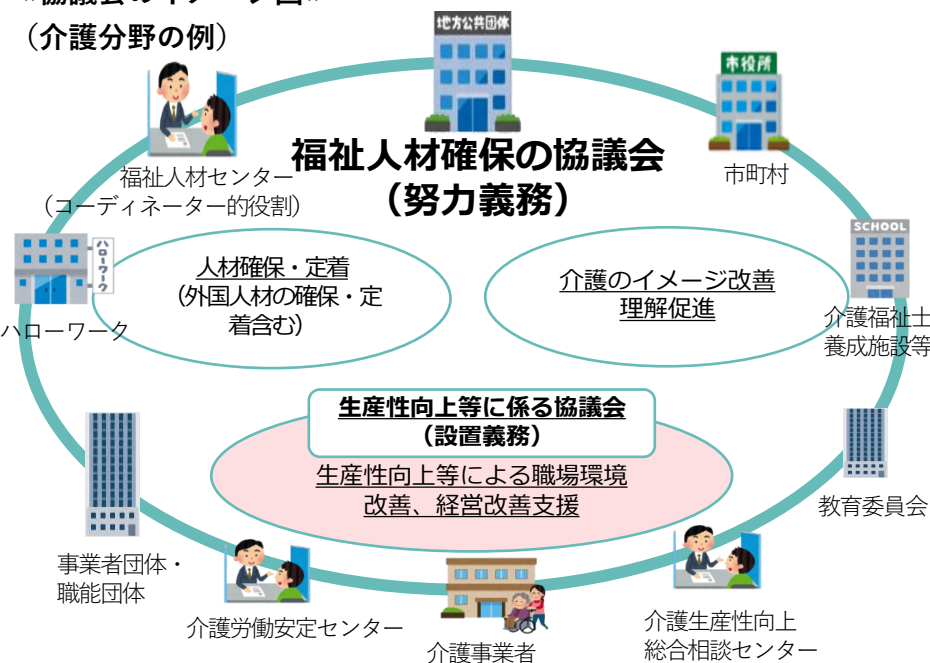 （介護分野の例）
地方公共団体
市役所
福祉人材確保の協議会
（努力義務）
福祉人材センター
（コーディネーター的役割）
市町村
ハローワーク
ハローワーク
SCHOOL
介護福祉士
養成施設等
人材確保・定着
（外国人材の確保・定
着含む）
介護のイメージ改善
理解促進
生産性向上等に係る協議会
（設置義務）
生産性向上等による職場環境
改善、経営改善支援
教育委員会
事業者団体・
職能団体
介護労働安定センター
介護事業者
介護生産性向上
総合相談センター